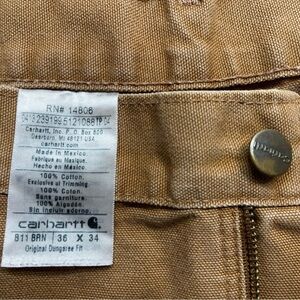 RN# 14806
Carhartt, Inc. P.O. Box 600
Dearborn, MI 48121 USA
carhartt.com
Made in Mexico
Fabriqué au Mexique
Hecho en México
100% Cotton
Exclusive of Trimming
100% Coton.
Sans garniture.
100% Algodón
Sin incluir adorno.
carhartt
B11 BRN 36 X 34
Original Dungaree Fit